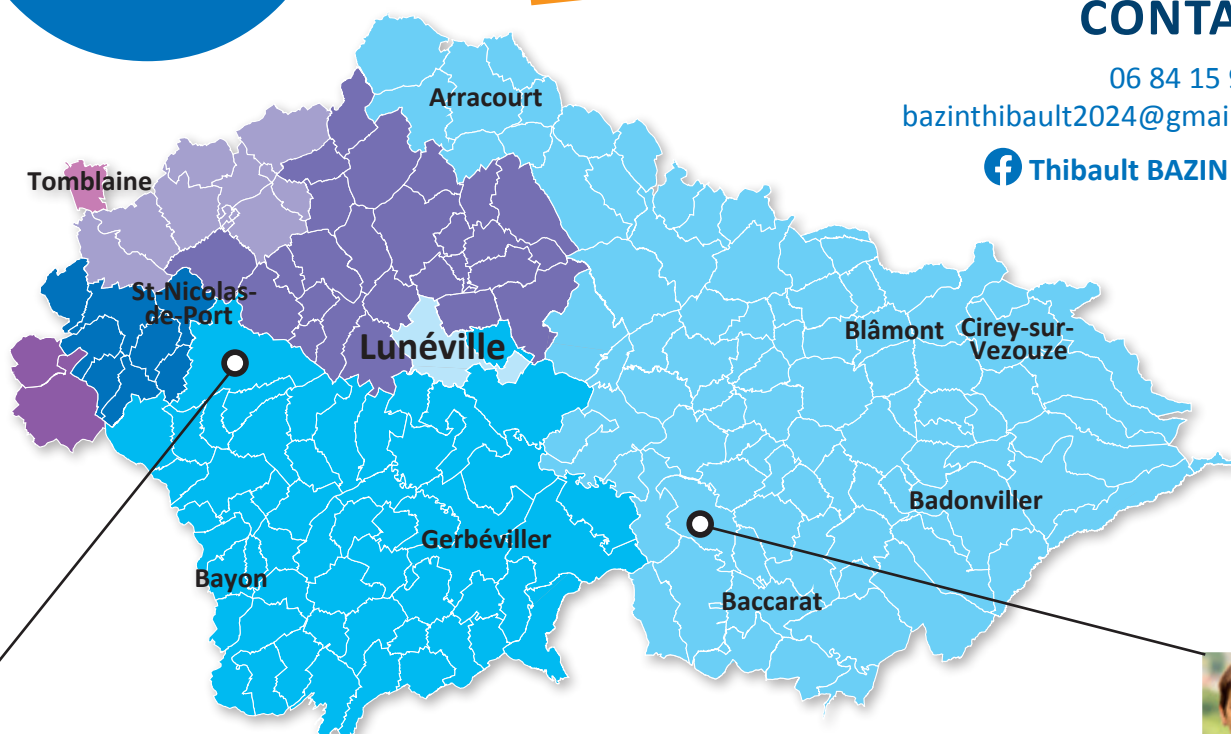 CONTA
06 84 15 9
bazinthibault2024@gmai
Thibault BAZIN
Arracourt
Tomblaine
St-Nicolas-
de-Port
Lunéville
Blâmont
Cirey-sur-
Vezouze
Badonviller
Gerbéviller
Bayon
Baccarat